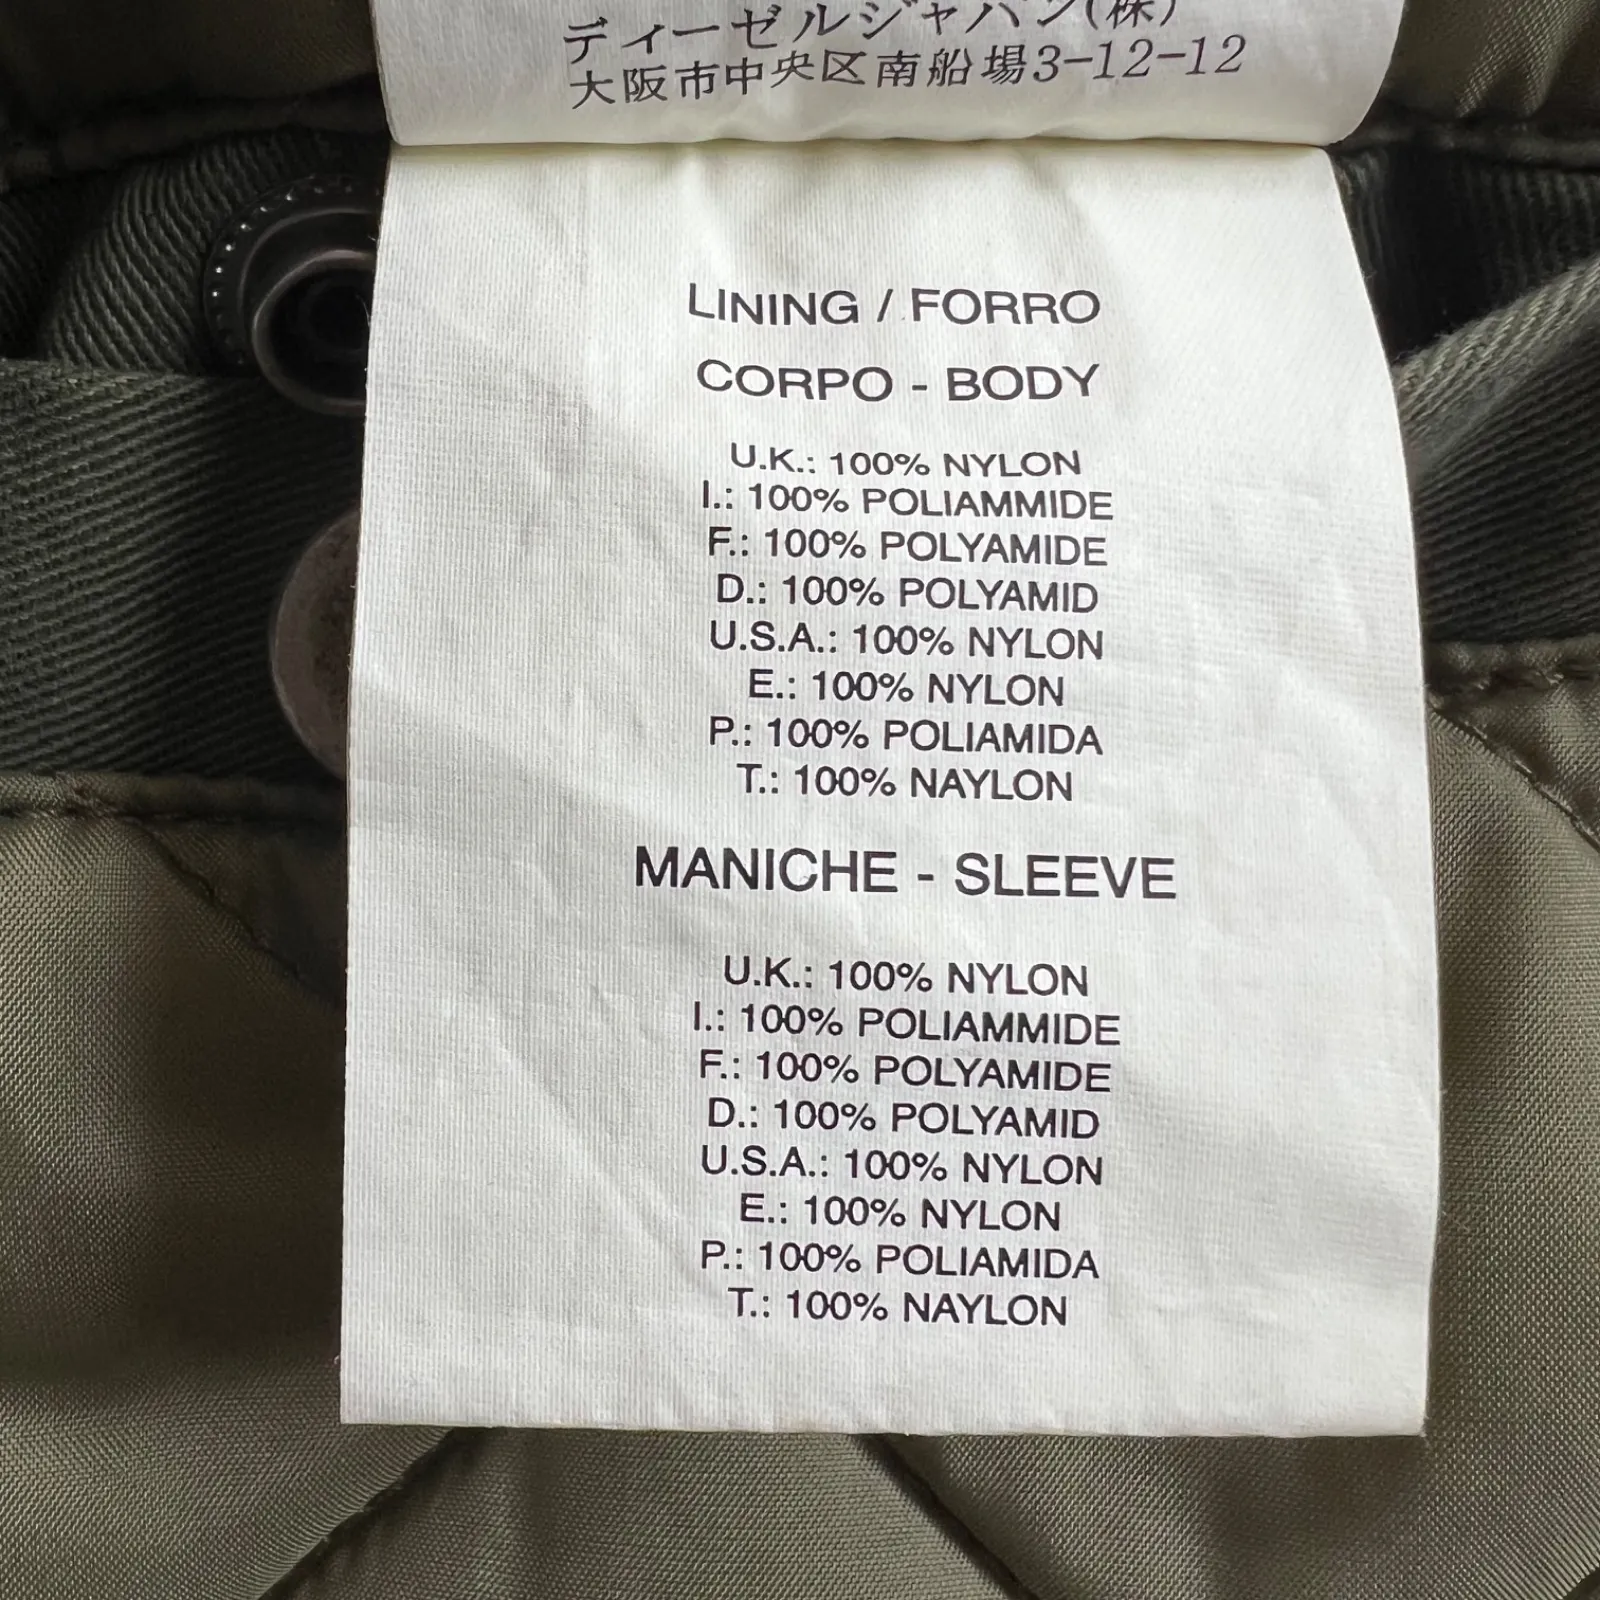 ディーゼルジャパン(株)
大阪市中央区南船場3-12-12
LINING / FORRO
CORPO - BODY
U.K.: 100% NYLON
I.: 100% POLIAMMIDE
F.: 100% POLYAMIDE
D.: 100% POLYAMID
U.S.A.: 100% NYLON
E.: 100% NYLON
P.: 100% POLIAMIDA
T.: 100% NAYLON
MANICHE - SLEEVE
U.K.: 100% NYLON
I.: 100% POLIAMMIDE
F.: 100% POLYAMIDE
D.: 100% POLYAMID
U.S.A.: 100% NYLON
E.: 100% NYLON
P.: 100% POLIAMIDA
T.: 100% NAYLON